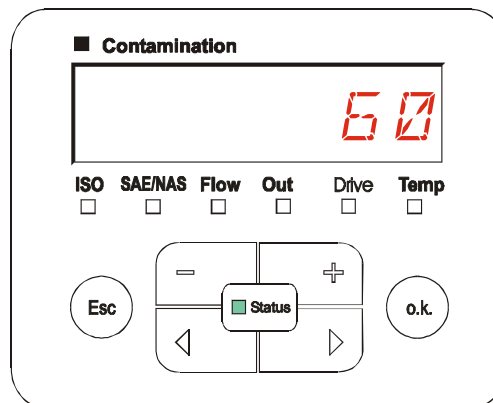 Contamination
60
ISO SAE/NAS Flow Out Drive Temp
− +
Esc Status o.k.